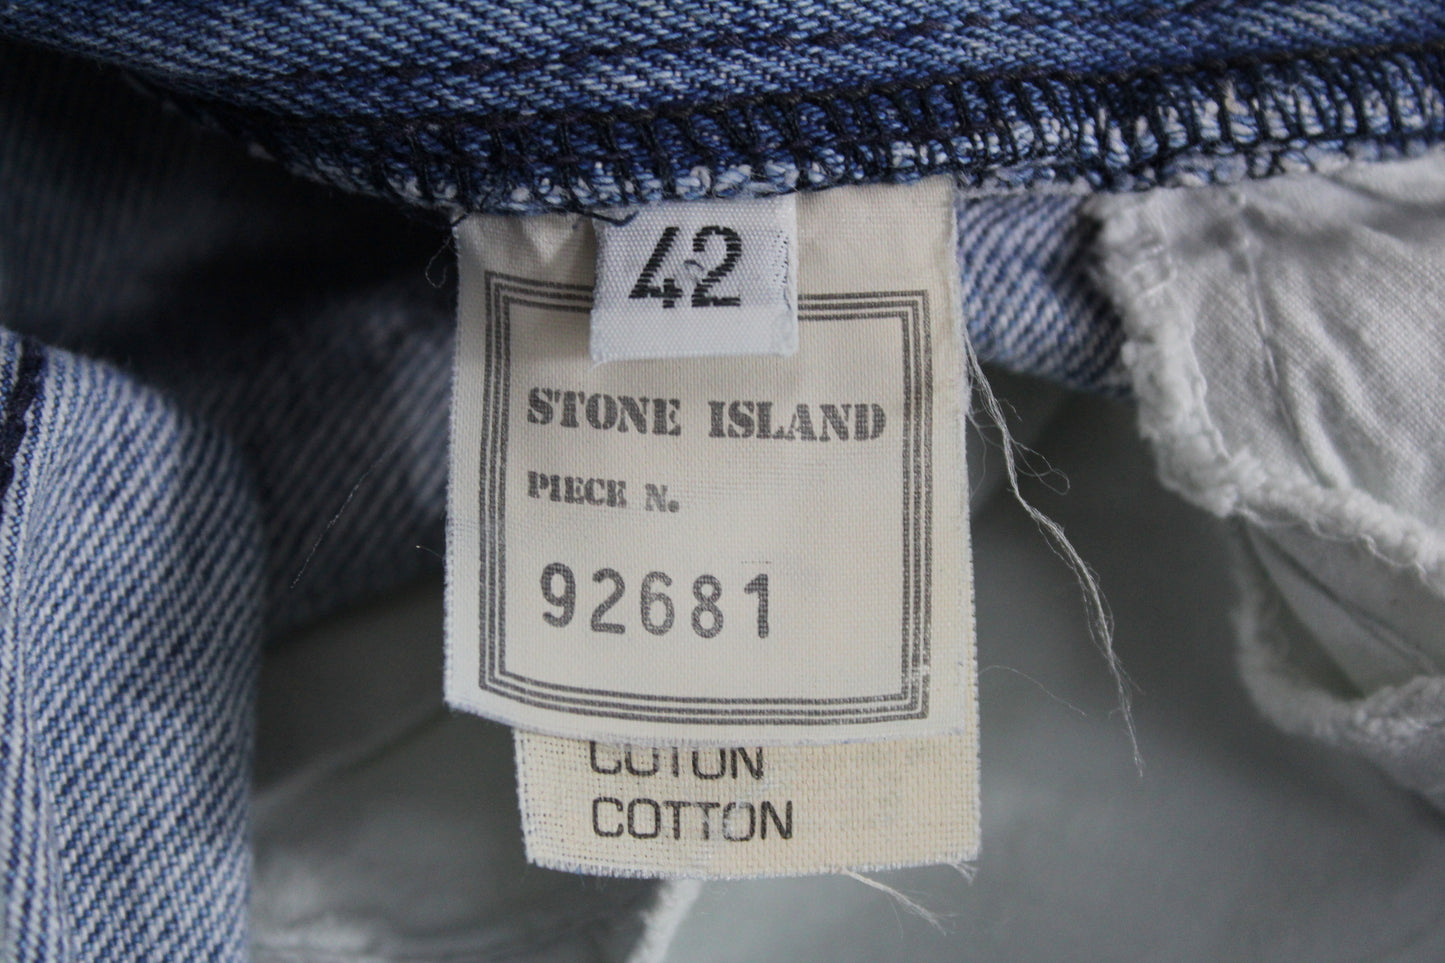 42
STONE ISLAND
PIECE N.
92681
COTON
COTTON